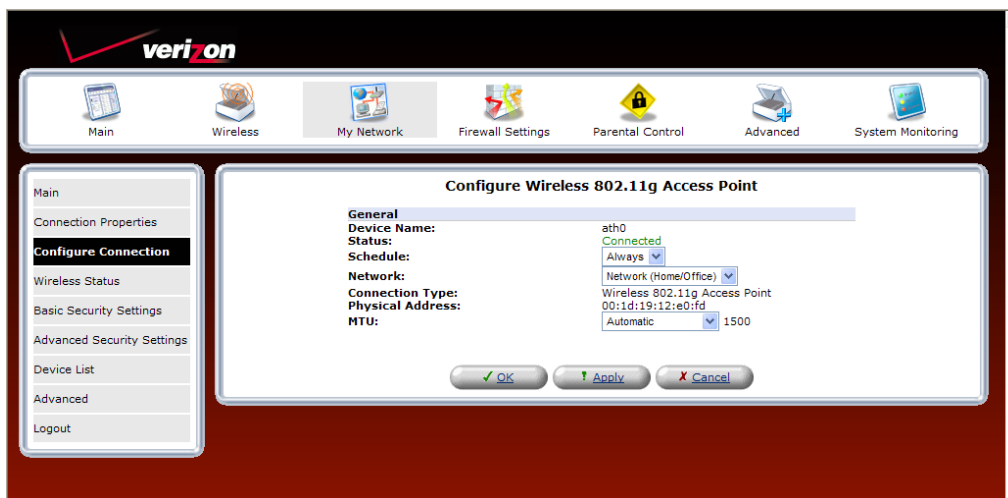 verizon
Main Wireless My Network Firewall Settings Parental Control Advanced System Monitoring
Main
Connection Properties
Configure Connection
Wireless Status
Basic Security Settings
Advanced Security Settings
Device List
Advanced
Logout
Configure Wireless 802.11g Access Point
General
Device Name: ath0
Status: Connected
Schedule: Always
Network: Network (Home/Office)
Connection Type: Wireless 802.11g Access Point
Physical Address: 00:1d:19:12:e0:fd
MTU: Automatic 1500
OK Apply Cancel